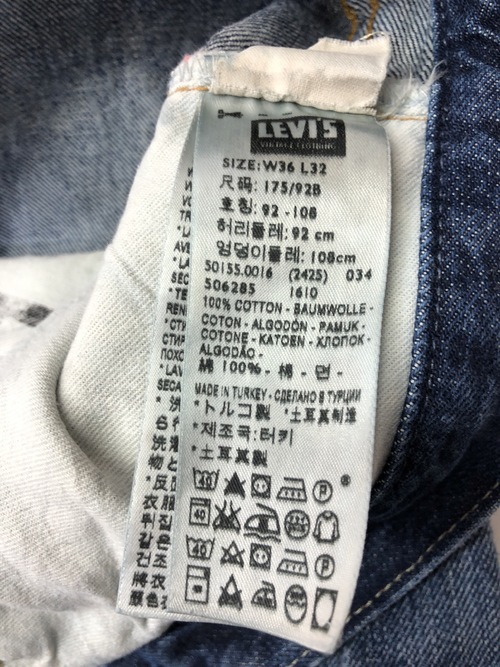 LEVI'S
VINTAGE CLOTHING
SIZE: W36 L32
尺码: 175/92B
호칭: 92 -108
허리둘레: 92 cm
엉덩이둘레: 108cm
50155.0016 (2425) 034
506285 1610
100% COTTON - BAUMWOLLE -
COTON - ALGODÓN - PAMUK -
COTONE - KATOEN - ХЛОПОК -
ALGODÃO -
綿 100% - 棉 - 면 -
MADE IN TURKEY - СДЕЛАНО В ТУРЦИИ
*トルコ製 *土耳其制造
*제조국:터키
*土耳其製
40
40